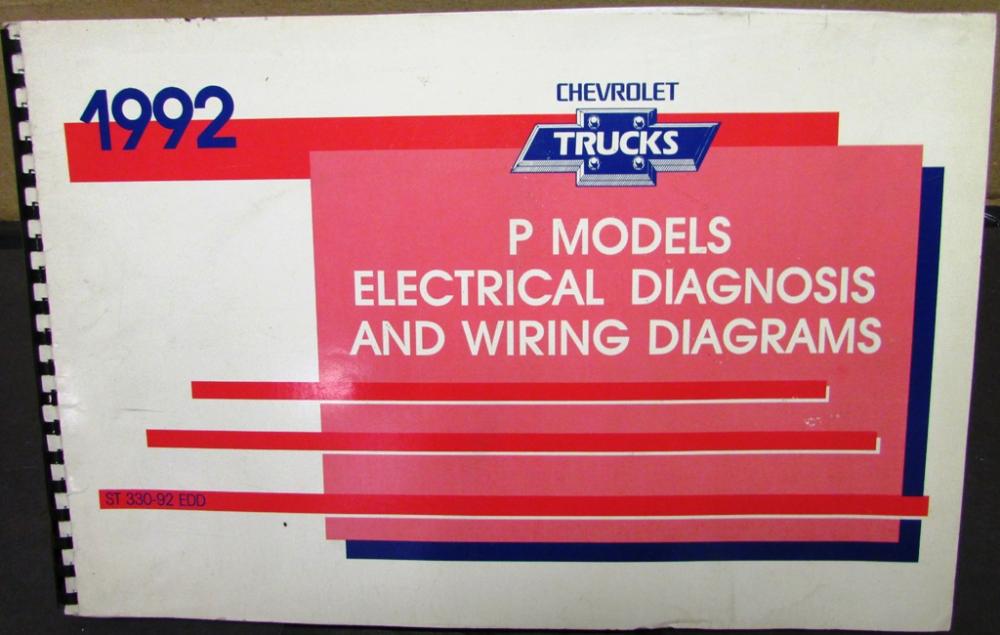 1992
CHEVROLET
TRUCKS
P MODELS
ELECTRICAL DIAGNOSIS
AND WIRING DIAGRAMS
ST 330-92 EDD